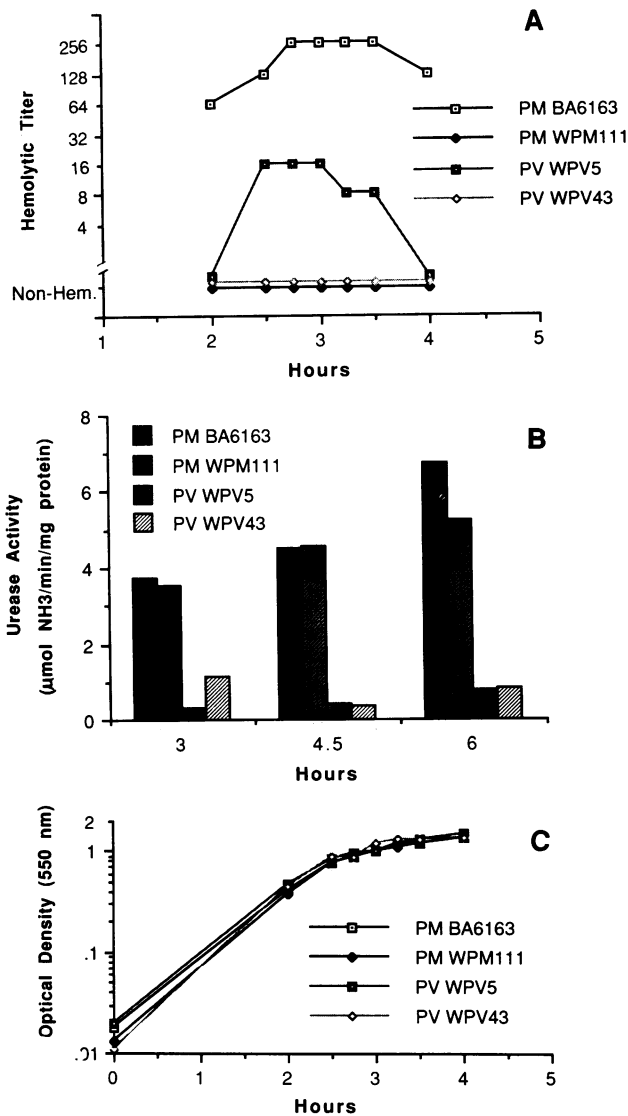 A
256
128
64
32
16
8
4
Non-Hem.
Hemolytic Titer
PM BA6163
PM WPM111
PV WPV5
PV WPV43
1 2 3 4 5
Hours
B
8
6
4
2
0
Urease Activity
(µmol NH3/min/mg protein)
PM BA6163
PM WPM111
PV WPV5
PV WPV43
3 4.5 6
Hours
C
2
1
.1
.01
Optical Density (550 nm)
PM BA6163
PM WPM111
PV WPV5
PV WPV43
0 1 2 3 4 5
Hours